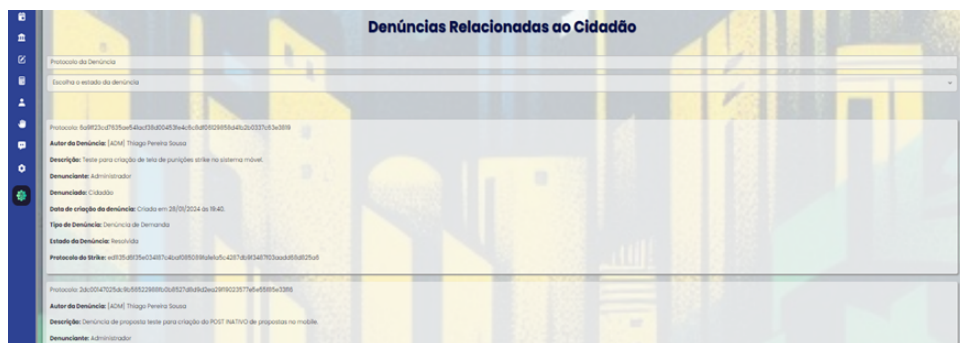 Denúncias Relacionadas ao Cidadão
Protocolo da Denúncia
Escolha o estado da denúncia
Protocolo:
Autor da Denúncia: [ADM] Thiago Pereira Sousa
Descrição: Teste para criação de tela de punições strike no sistema móvel.
Denunciante: Administrador
Denunciado: Cidadão
Data de criação da denúncia: Criada em 28/01/2024 às 19:40.
Tipo de Denúncia: Denúncia de Demanda
Estado da Denúncia: Resolvida
Protocolo do Strike:
Protocolo:
Autor da Denúncia: [ADM] Thiago Pereira Sousa
Descrição: Denúncia de proposta teste para criação do POST INATIVO de propostas no mobile.
Denunciante: Administrador